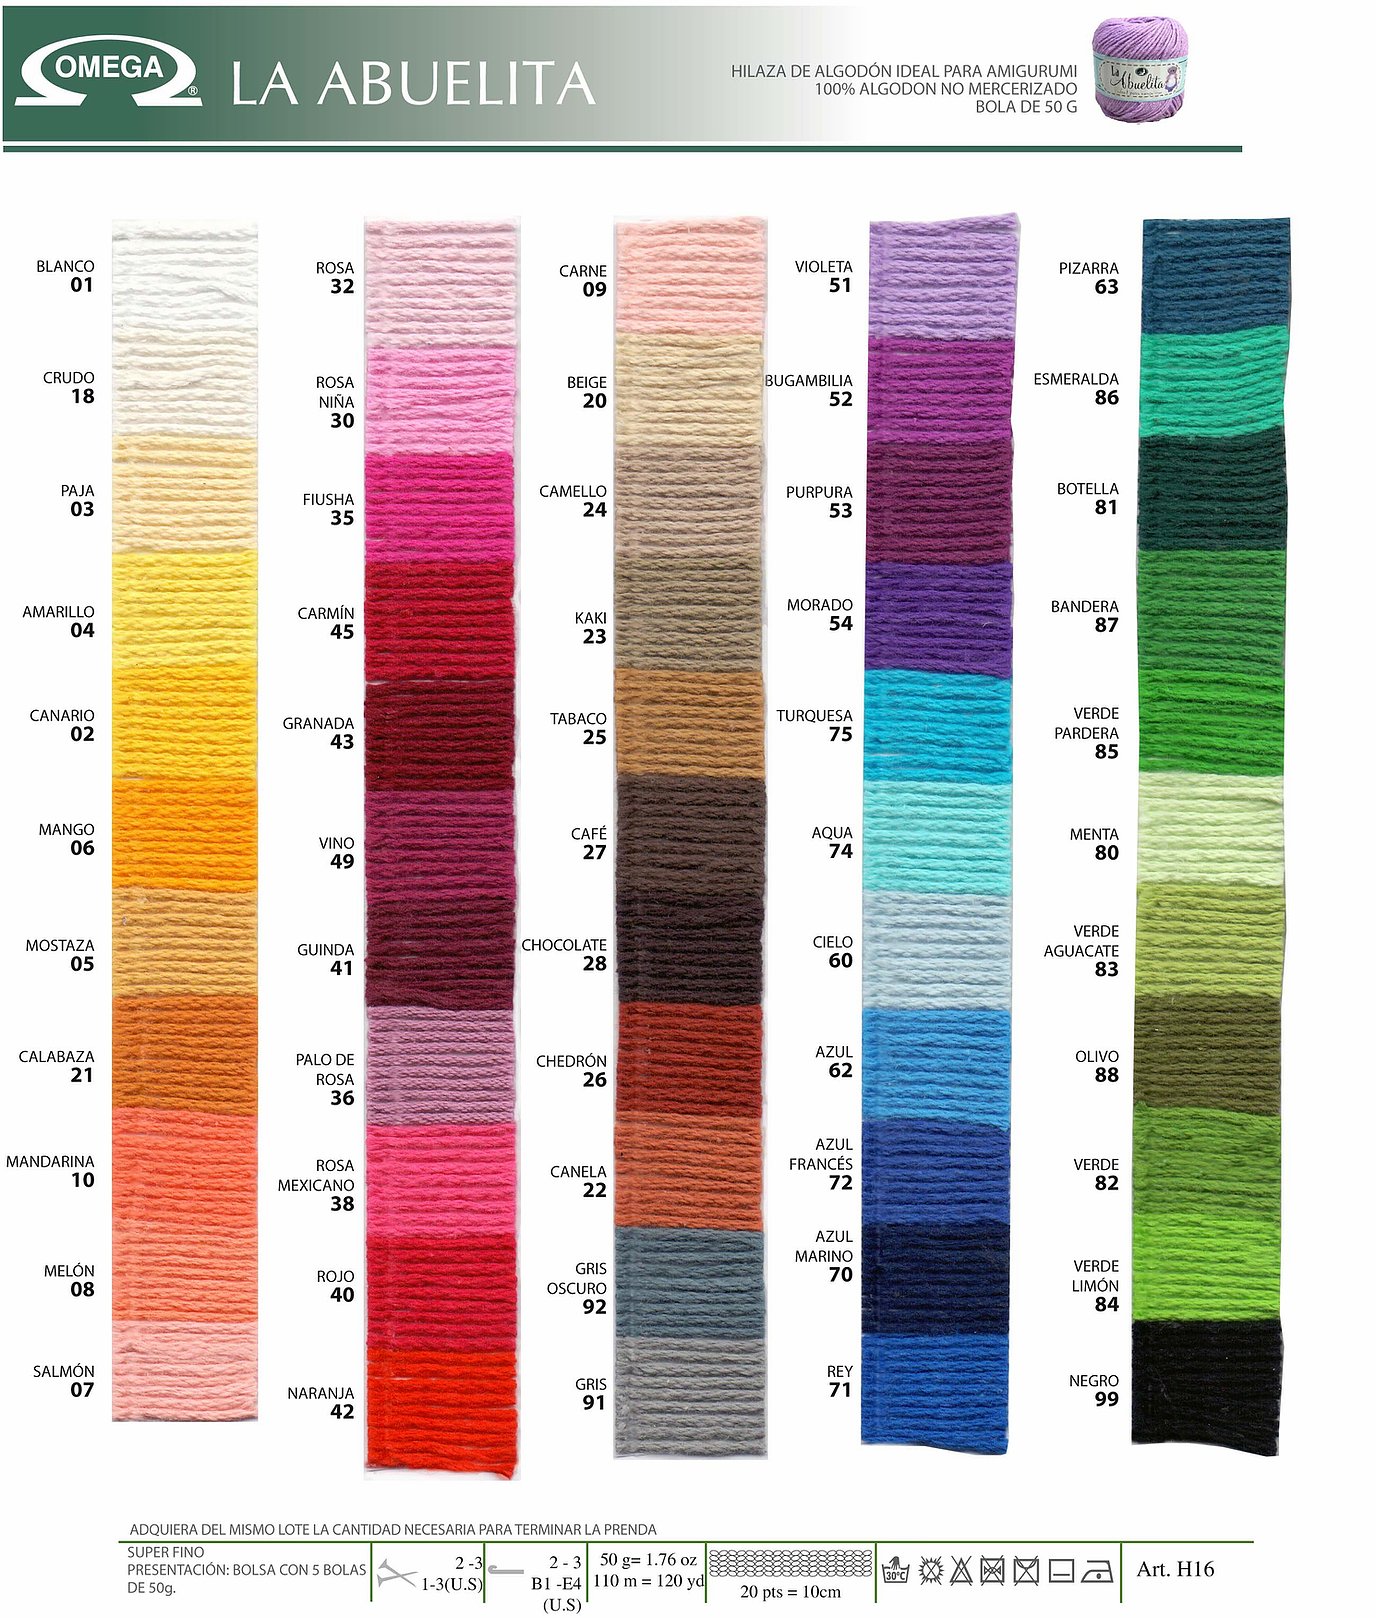 OMEGA
®
LA ABUELITA
HILAZA DE ALGODÓN IDEAL PARA AMIGURUMI
100% ALGODON NO MERCERIZADO
BOLA DE 50 G
La
Abuelita
BLANCO
01
CRUDO
18
PAJA
03
AMARILLO
04
CANARIO
02
MANGO
06
MOSTAZA
05
CALABAZA
21
MANDARINA
10
MELÓN
08
SALMÓN
07
ROSA
32
ROSA
NIÑA
30
FIUSHA
35
CARMÍN
45
GRANADA
43
VINO
49
GUINDA
41
PALO DE
ROSA
36
ROSA
MEXICANO
38
ROJO
40
NARANJA
42
CARNE
09
BEIGE
20
CAMELLO
24
KAKI
23
TABACO
25
CAFÉ
27
CHOCOLATE
28
CHEDRÓN
26
CANELA
22
GRIS
OSCURO
92
GRIS
91
VIOLETA
51
BUGAMBILIA
52
PURPURA
53
MORADO
54
TURQUESA
75
AQUA
74
CIELO
60
AZUL
62
AZUL
FRANCÉS
72
AZUL
MARINO
70
REY
71
PIZARRA
63
ESMERALDA
86
BOTELLA
81
BANDERA
87
VERDE
PARDERA
85
MENTA
80
VERDE
AGUACATE
83
OLIVO
88
VERDE
82
VERDE
LIMÓN
84
NEGRO
99
ADQUIERA DEL MISMO LOTE LA CANTIDAD NECESARIA PARA TERMINAR LA PRENDA
SUPER FINO
PRESENTACIÓN: BOLSA CON 5 BOLAS
DE 50g.
2 -3
1-3(U.S)
2 - 3
B1 -E4
(U.S)
50 g= 1.76 oz
110 m = 120 yd
20 pts = 10cm
30°C
Art. H16